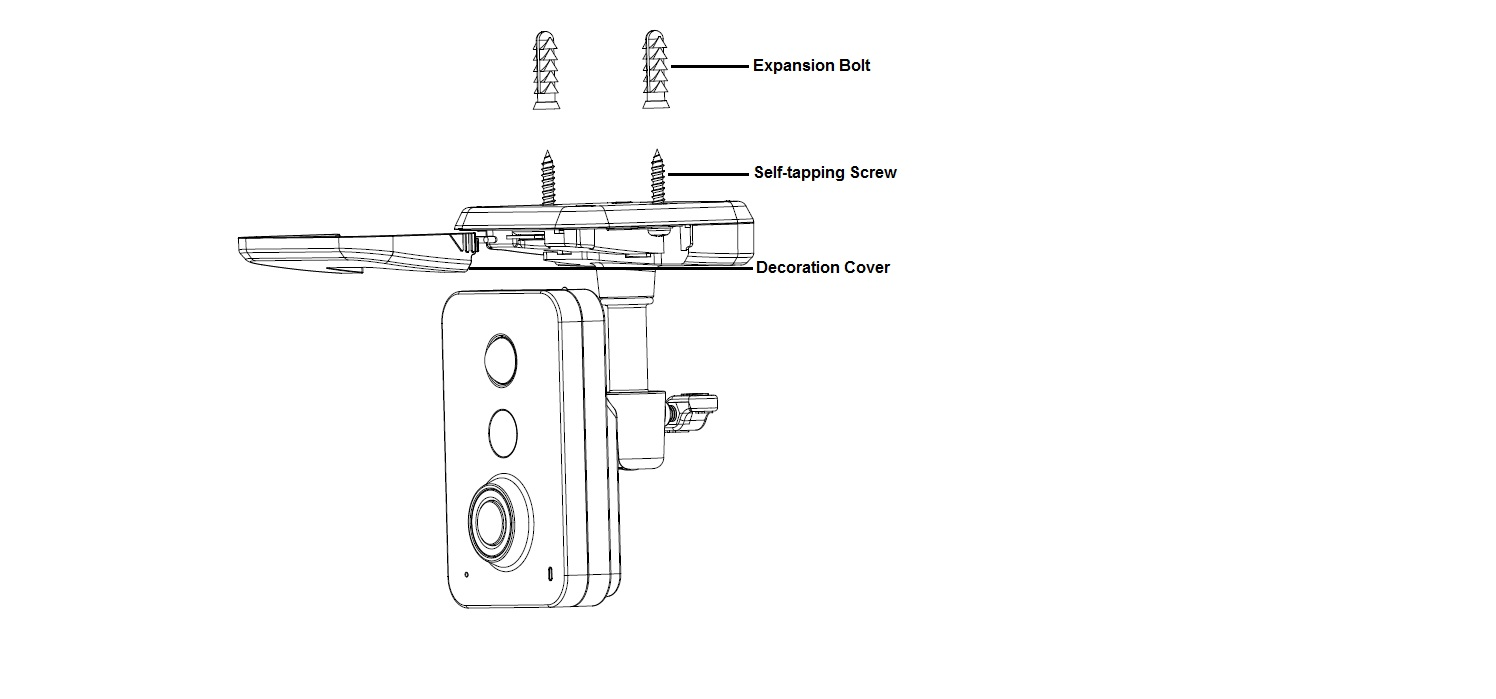 Expansion Bolt
Self-tapping Screw
Decoration Cover